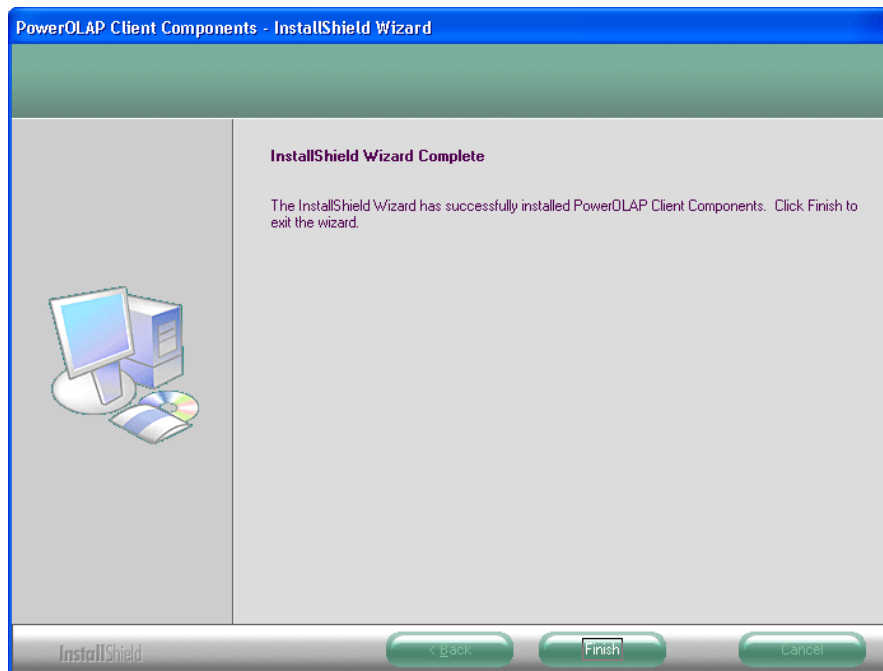 PowerOLAP Client Components - InstallShield Wizard
InstallShield Wizard Complete
The InstallShield Wizard has successfully installed PowerOLAP Client Components. Click Finish to
exit the wizard.
InstallShield
< Back
Finish
Cancel